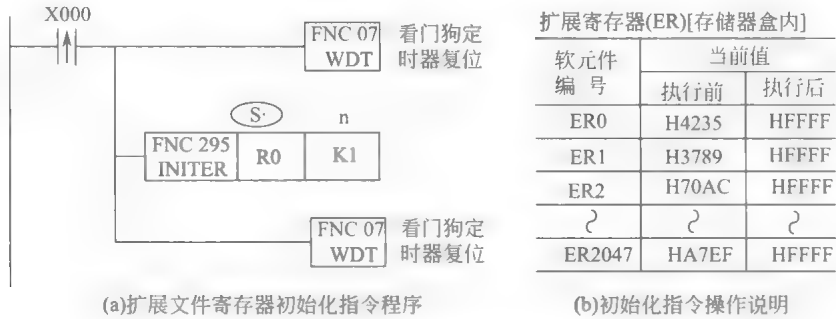 X000
FNC 07
WDT
看门狗定
时器复位
S·
n
FNC 295
INITER
R0
K1
FNC 07
WDT
看门狗定
时器复位
(a)扩展文件寄存器初始化指令程序
扩展寄存器(ER)[存储器盒内]
软元件
编 号
当前值
执行前 执行后
ER0 H4235 HFFFF
ER1 H3789 HFFFF
ER2 H70AC HFFFF
ER2047 HA7EF HFFFF
(b)初始化指令操作说明